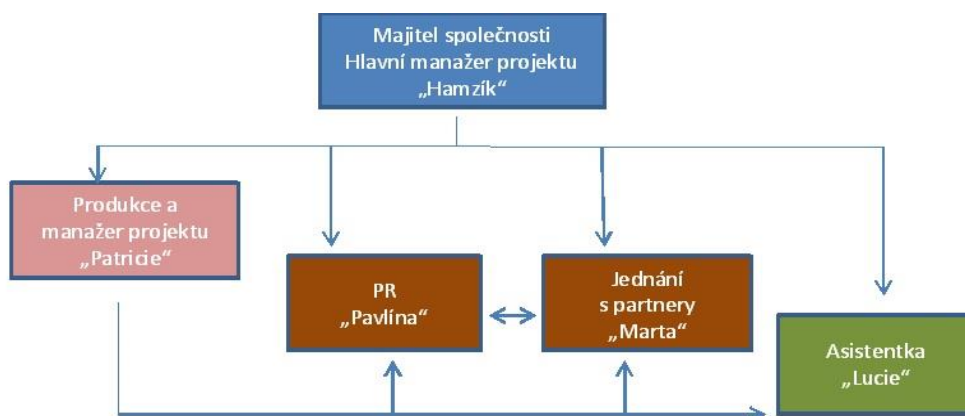 Majitel společnosti
Hlavní manažer projektu
„Hamzík“
Produkce a
manažer projektu
„Patricie“
PR
„Pavlína“
Jednání
s partnery
„Marta“
Asistentka
„Lucie“